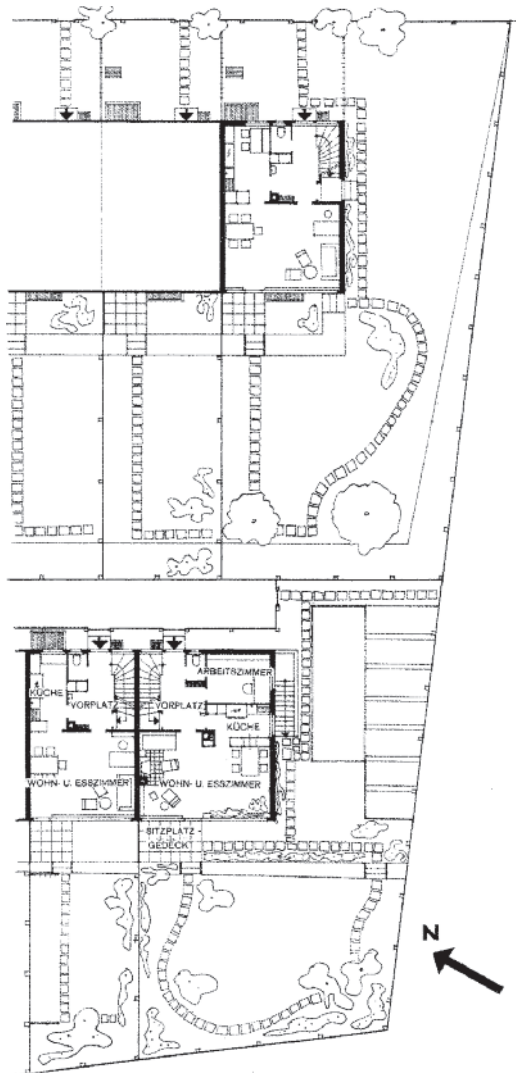 ARBEITSZIMMER
KÜCHE
VORPLATZ
VORPLATZ
KÜCHE
WOHN- U. ESSZIMMER
WOHN- U. ESSZIMMER
SITZPLATZ-
GEDECKT
N